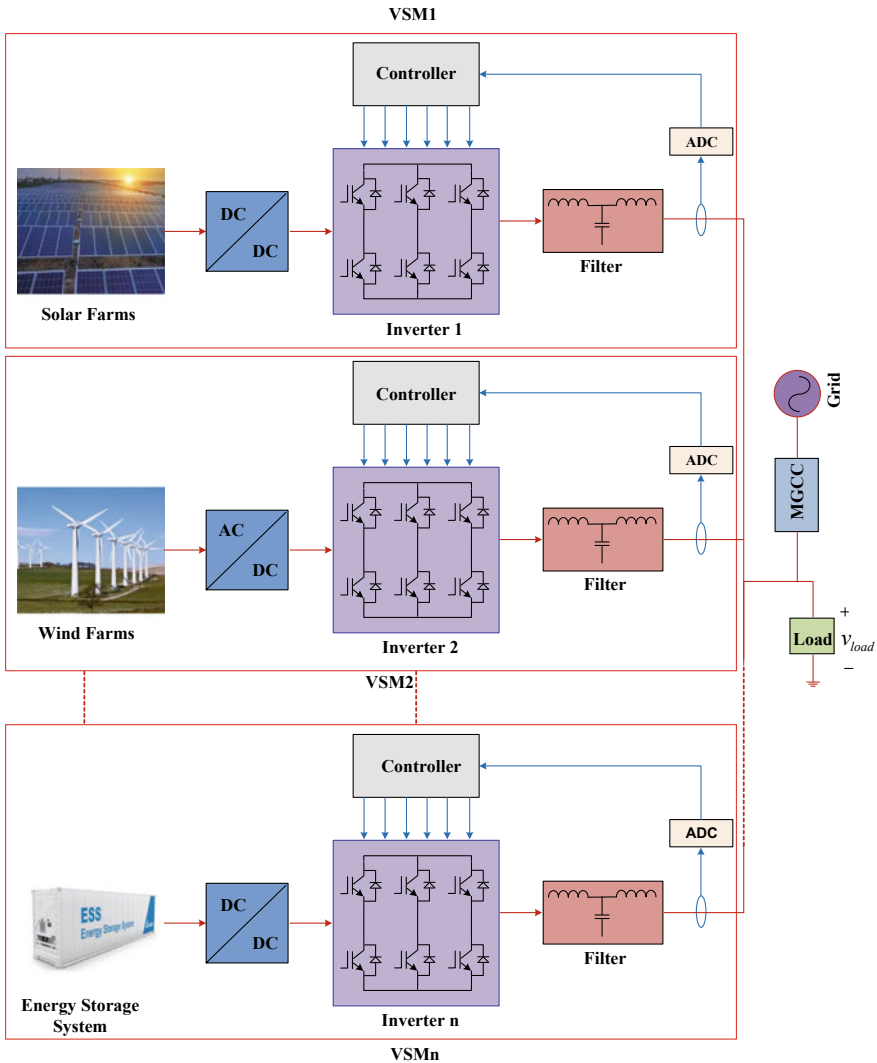 VSM1
Controller
ADC
DC
DC
Solar Farms
Inverter 1
Filter
Controller
ADC
AC
DC
Wind Farms
Inverter 2
Filter
VSM2
Grid
MGCC
Load
+
v_load
−
Controller
ADC
ESS
Energy Storage System
DC
DC
Energy Storage
System
Inverter n
Filter
VSMn